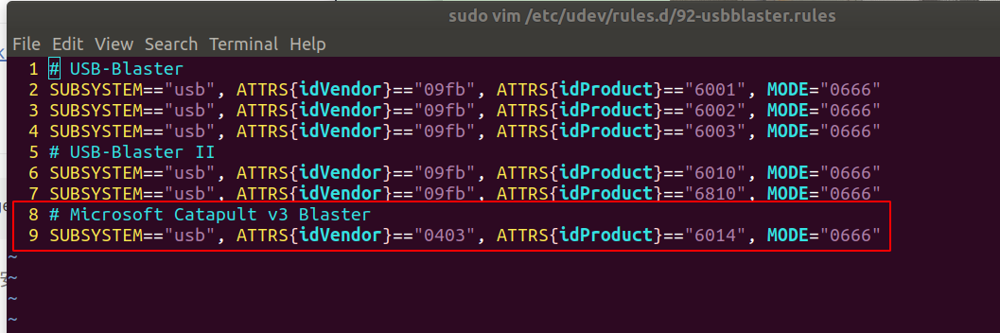 sudo vim /etc/udev/rules.d/92-usbblaster.rules
File Edit View Search Terminal Help
1 # USB-Blaster
2 SUBSYSTEM=="usb", ATTRS{idVendor}=="09fb", ATTRS{idProduct}=="6001", MODE="0666"
3 SUBSYSTEM=="usb", ATTRS{idVendor}=="09fb", ATTRS{idProduct}=="6002", MODE="0666"
4 SUBSYSTEM=="usb", ATTRS{idVendor}=="09fb", ATTRS{idProduct}=="6003", MODE="0666"
5 # USB-Blaster II
6 SUBSYSTEM=="usb", ATTRS{idVendor}=="09fb", ATTRS{idProduct}=="6010", MODE="0666"
7 SUBSYSTEM=="usb", ATTRS{idVendor}=="09fb", ATTRS{idProduct}=="6810", MODE="0666"
8 # Microsoft Catapult v3 Blaster
9 SUBSYSTEM=="usb", ATTRS{idVendor}=="0403", ATTRS{idProduct}=="6014", MODE="0666"
~
~
~
~